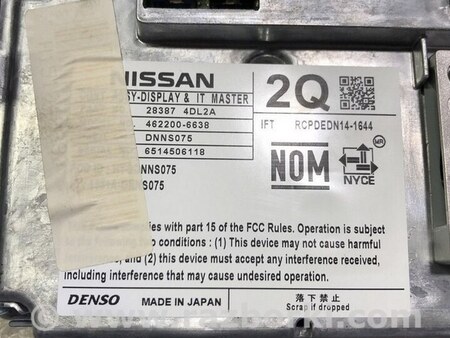 NISSAN
SY-DISPLAY & IT MASTER
28387 4DL2A
462200-6638
DNNS075
6514506118
NNS075
S075
2Q
IFT RCPDEDN14-1644
NOM
NYCE
ies with part 15 of the FCC Rules. Operation is subject
wo conditions : (1) This device may not cause harmful
and (2) this device must accept any interference received,
including interference that may cause undesired operation.
DENSO MADE IN JAPAN
落下禁止
Scrap if dropped